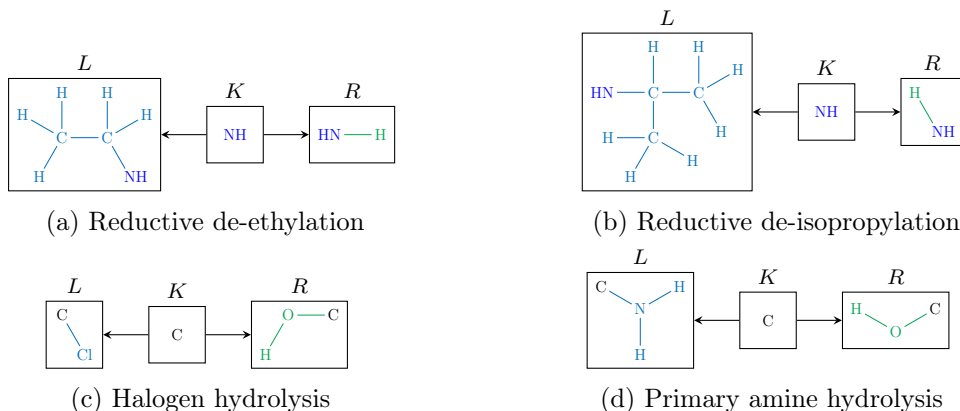 L
K
R
H H H H C C H NH
NH
HN H
(a) Reductive de-ethylation
L
K
R
H H H HN C C H H C H H
NH
H NH
(b) Reductive de-isopropylation
L
K
R
C Cl
C
O C H
(c) Halogen hydrolysis
L
K
R
C H N H
C
H C O
(d) Primary amine hydrolysis